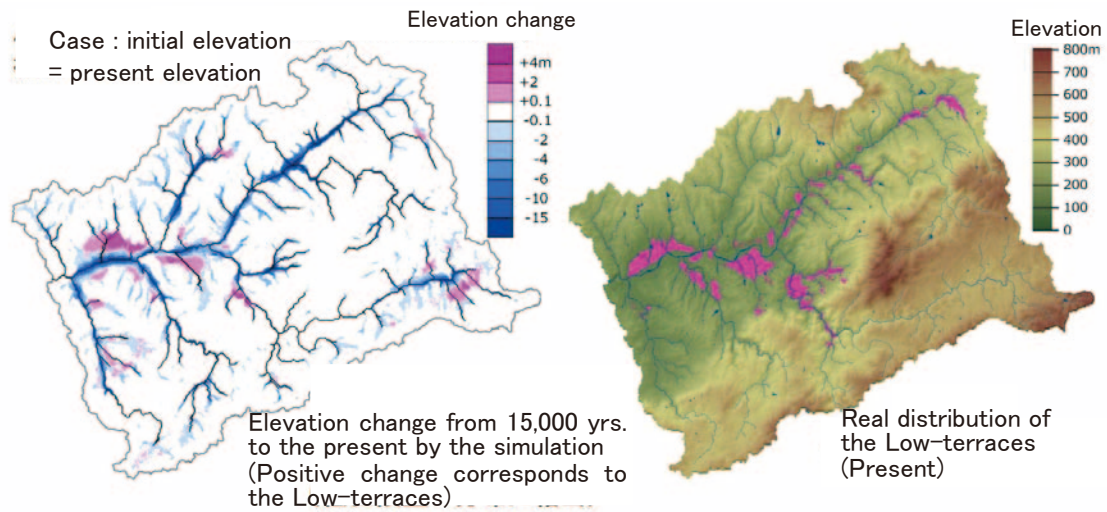 Case : initial elevation
= present elevation
Elevation change
+4m
+2
+0.1
-0.1
-2
-4
-6
-10
-15
Elevation change from 15,000 yrs.
to the present by the simulation
(Positive change corresponds to
the Low-terraces)
Elevation
800m
700
600
500
400
300
200
100
0
Real distribution of
the Low-terraces
(Present)